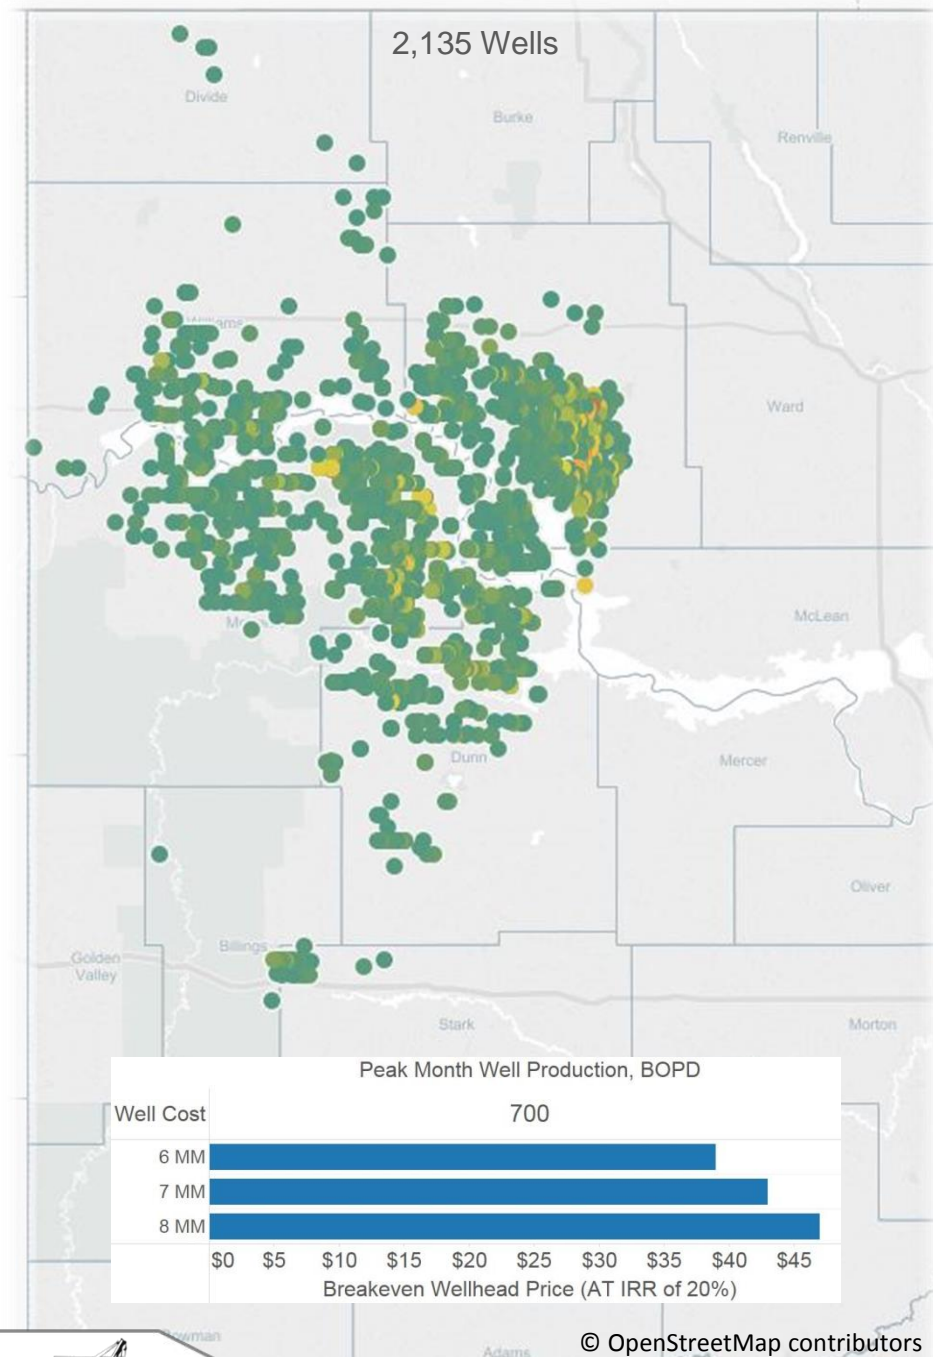 2,135 Wells
Divide
Burke
Renville
Ward
McLean
Dunn
Mercer
Oliver
Billings
Golden
Valley
Stark
Morton
Peak Month Well Production, BOPD
Well Cost 700
6 MM
7 MM
8 MM
$0 $5 $10 $15 $20 $25 $30 $35 $40 $45
Breakeven Wellhead Price (AT IRR of 20%)
© OpenStreetMap contributors
Adams